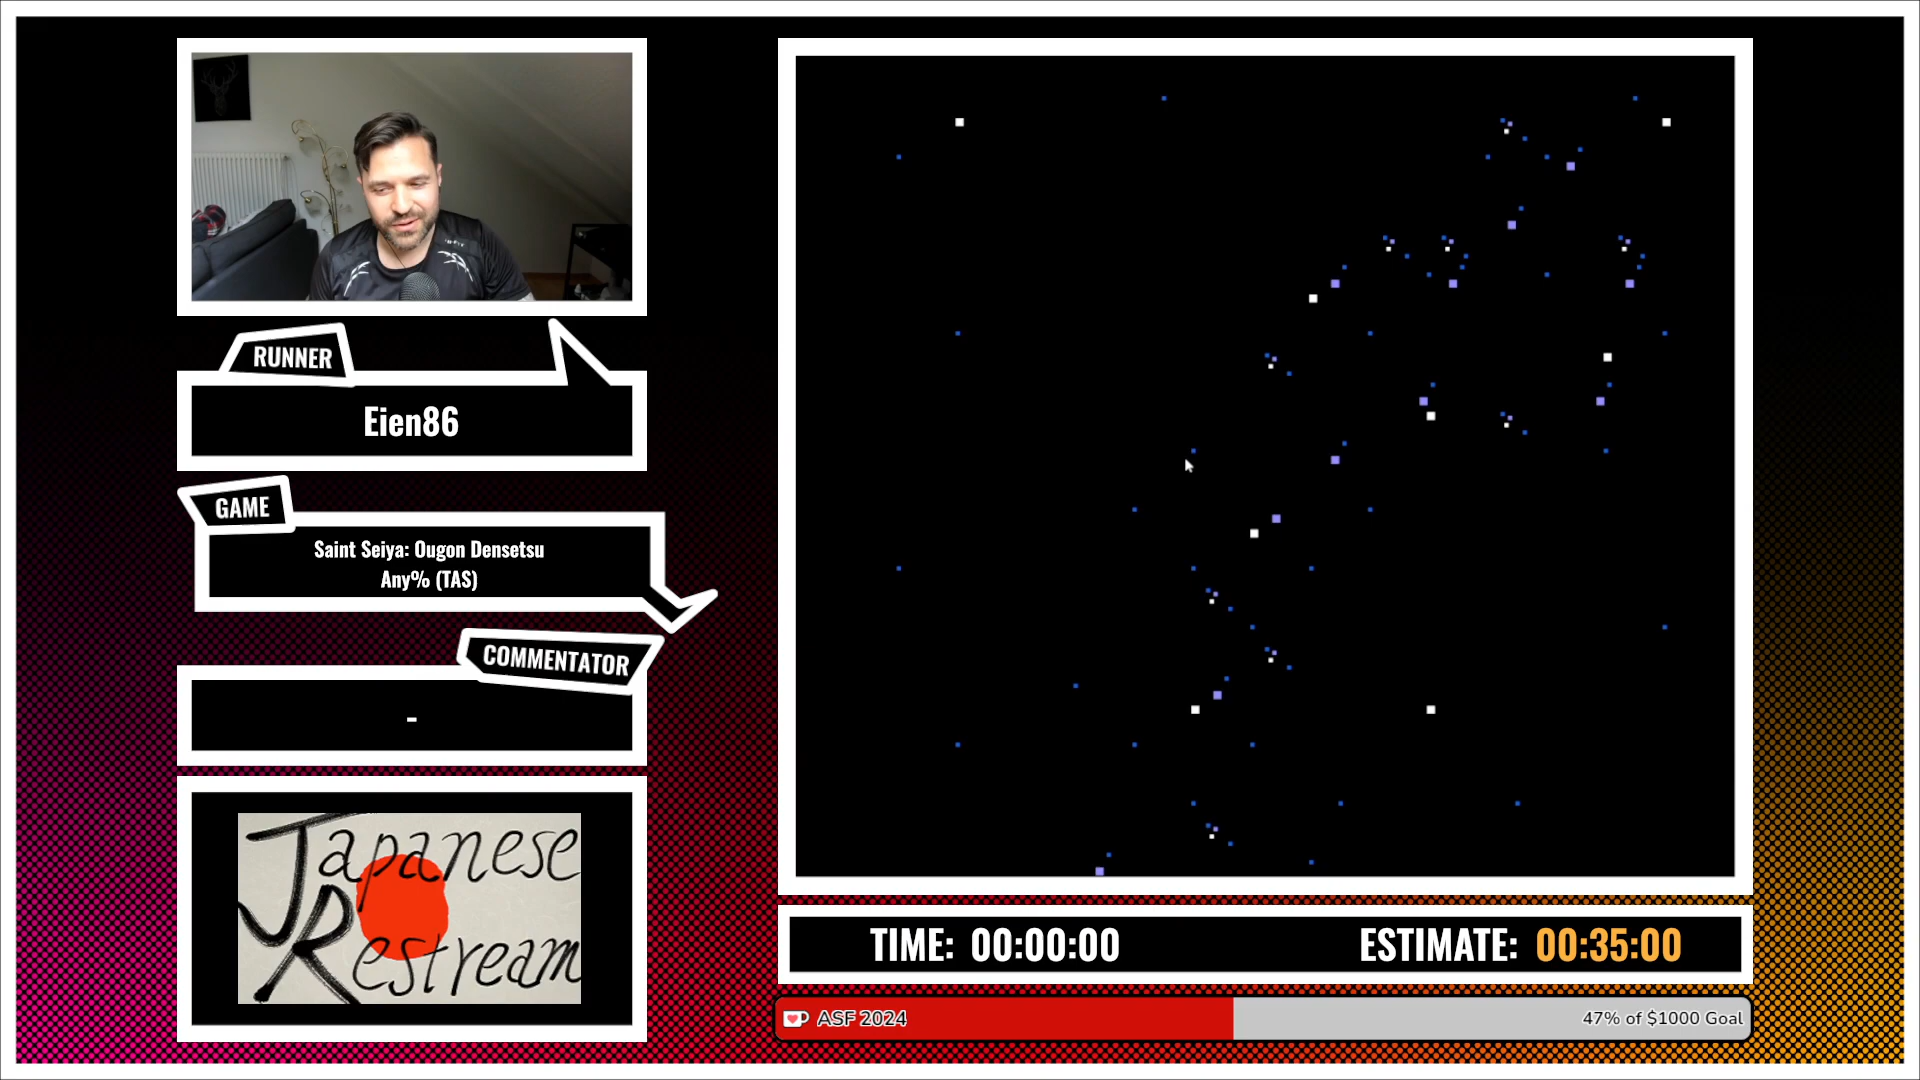 RUNNER
Eien86
GAME
Saint Seiya: Ougon Densetsu
Any% (TAS)
COMMENTATOR
-
Japanese
Restream
TIME: 00:00:00
ESTIMATE: 00:35:00
ASF 2024
47% of $1000 Goal